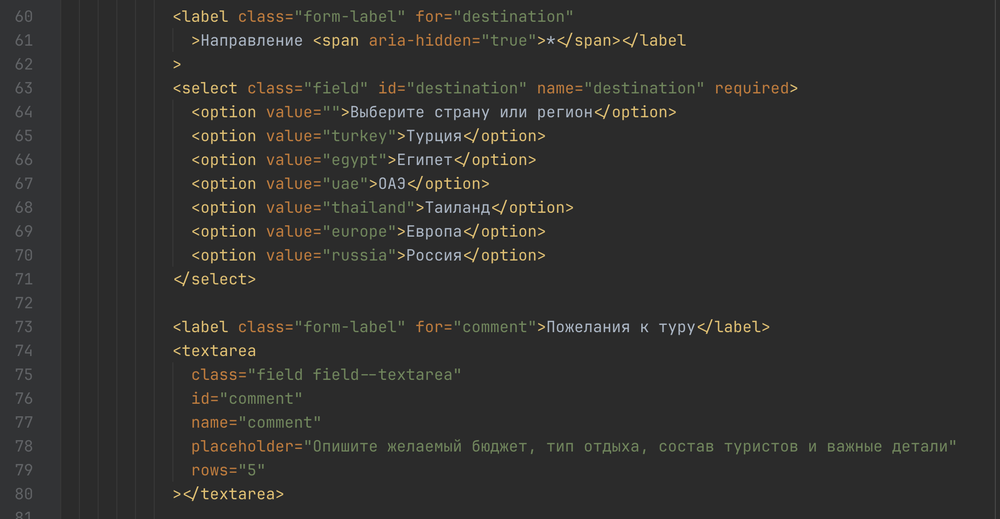 60 <label class="form-label" for="destination"
61 >Направление <span aria-hidden="true">*</span></label
62 >
63 <select class="field" id="destination" name="destination" required>
64 <option value="">Выберите страну или регион</option>
65 <option value="turkey">Турция</option>
66 <option value="egypt">Египет</option>
67 <option value="uae">ОАЭ</option>
68 <option value="thailand">Таиланд</option>
69 <option value="europe">Европа</option>
70 <option value="russia">Россия</option>
71 </select>
72
73 <label class="form-label" for="comment">Пожелания к туру</label>
74 <textarea
75 class="field field--textarea"
76 id="comment"
77 name="comment"
78 placeholder="Опишите желаемый бюджет, тип отдыха, состав туристов и важные детали"
79 rows="5"
80 ></textarea>
81